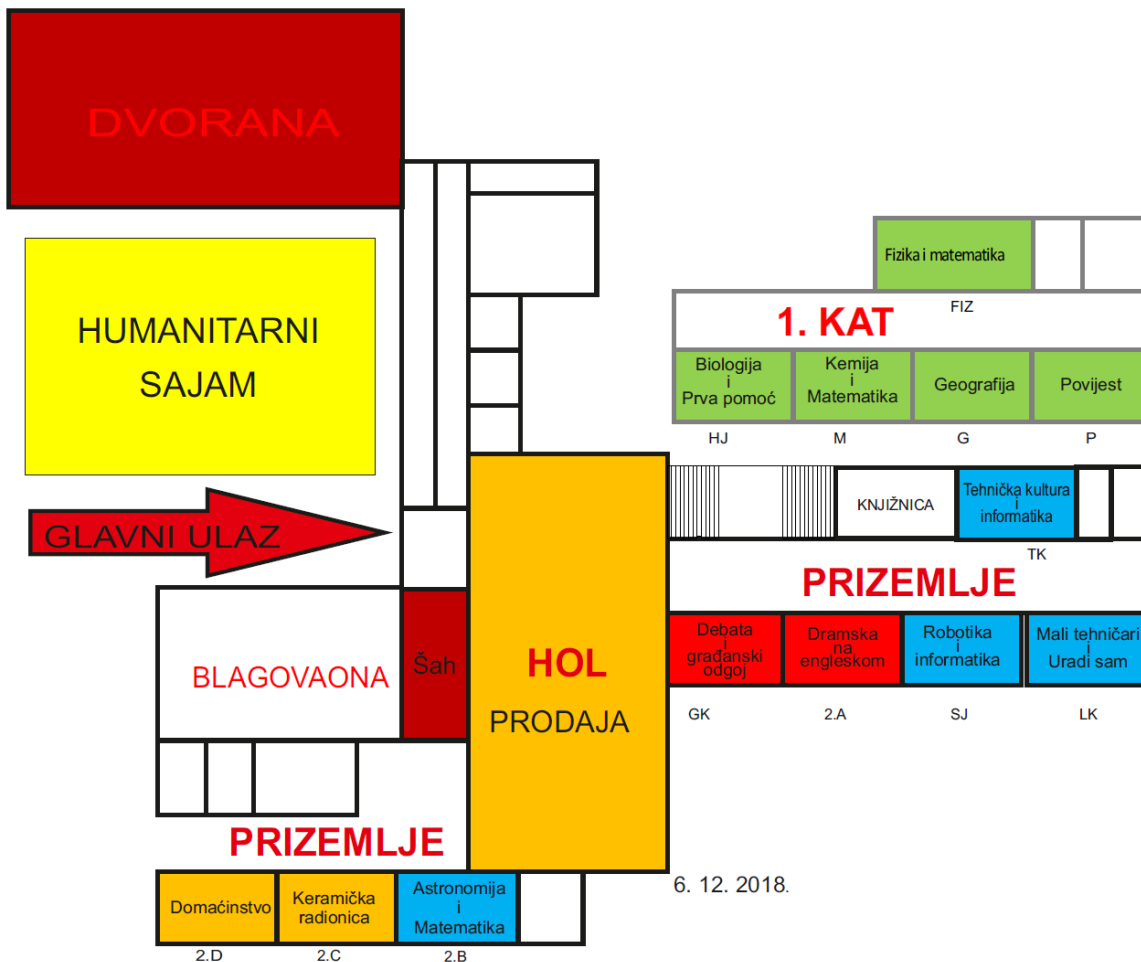 DVORANA
HUMANITARNI
SAJAM
GLAVNI ULAZ
Fizika i matematika
FIZ
1. KAT
Biologija
i
Prva pomoć
Kemija
i
Matematika
Geografija
Povijest
HJ
M
G
P
KNJIŽNICA
Tehnička kultura
i
informatika
TK
PRIZEMLJE
Debata
i
građanski
odgoj
Dramska
na
engleskom
Robotika
i
informatika
Mali tehničari
i
Uradi sam
GK
2.A
SJ
LK
BLAGOVAONA
Šah
HOL
PRODAJA
PRIZEMLJE
Domaćinstvo
Keramička
radionica
Astronomija
i
Matematika
2.D
2.C
2.B
6. 12. 2018.